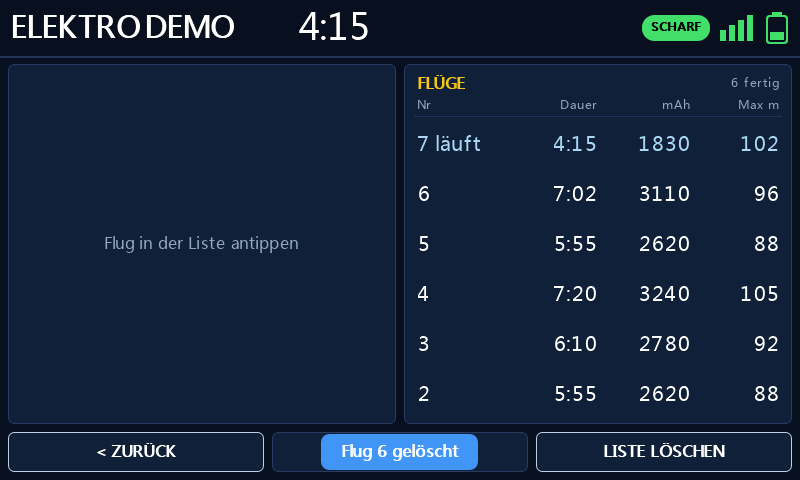 ELEKTRO DEMO 4:15 SCHARF
Flug in der Liste antippen
FLÜGE 6 fertig
Nr Dauer mAh Max m
7 läuft 4:15 1830 102
6 7:02 3110 96
5 5:55 2620 88
4 7:20 3240 105
3 6:10 2780 92
2 5:55 2620 88
< ZURÜCK Flug 6 gelöscht LISTE LÖSCHEN